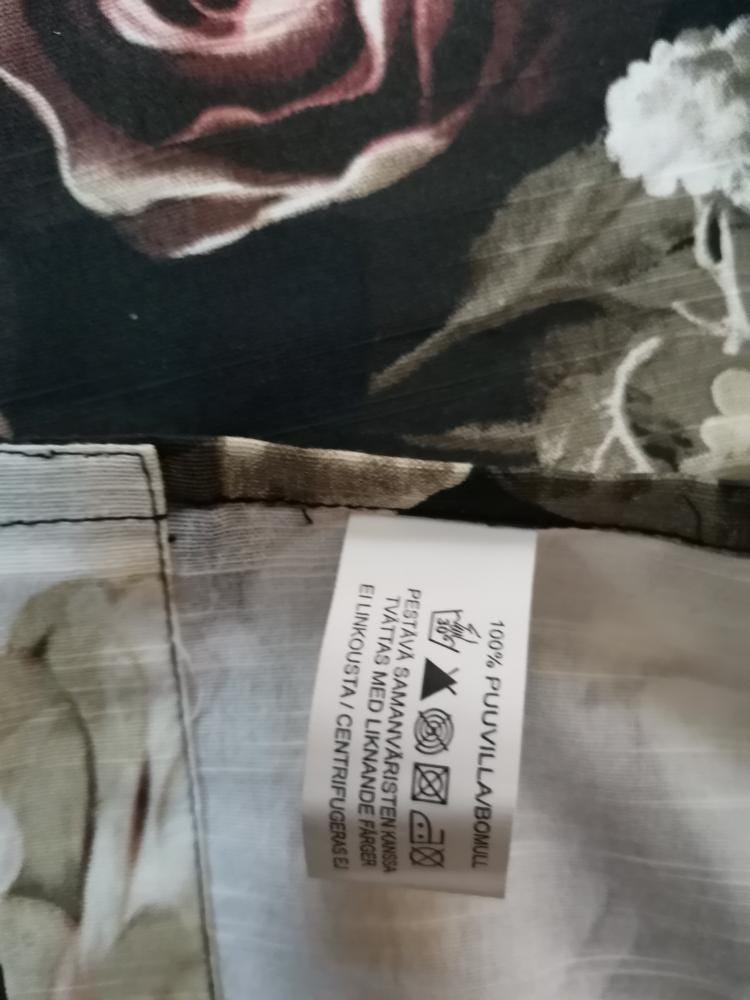 100% PUUVILLA/BOMULL
30°
PESTÄVÄ SAMANVÄRISTEN KANSSA
TVÄTTAS MED LIKNANDE FÄRGER
EI LINKOUSTA / CENTRIFUGERAS EJ